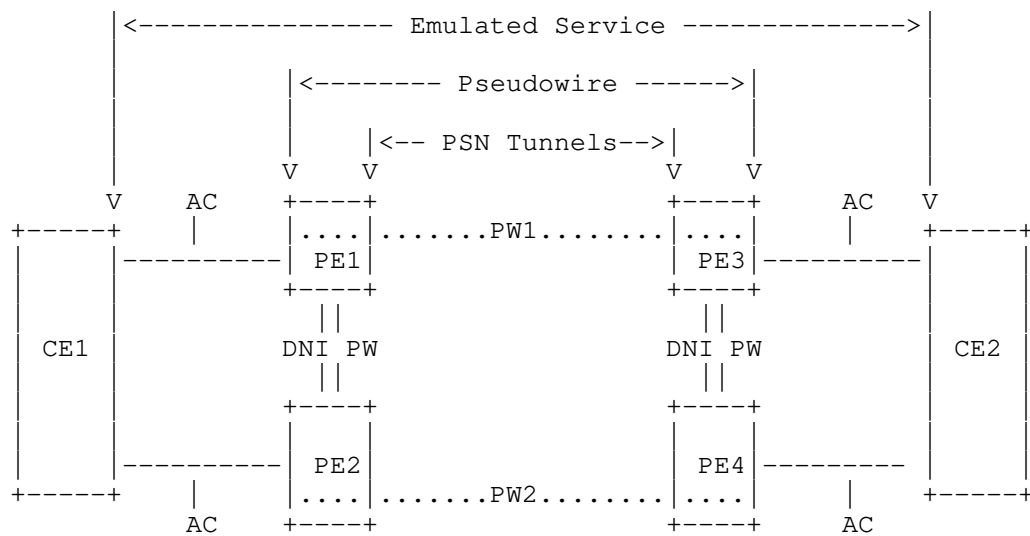 |<--------------- Emulated Service -------------->|
|<-------- Pseudowire ------>|
|<-- PSN Tunnels-->|
V V V V
V AC +----+ +----+ AC V
+-----+ | |....|.......PW1........|....| | +-----+
|----------| PE1| | PE3|----------|
+----+ +----+
|| ||
| CE1 | DNI PW DNI PW | CE2 |
|| ||
+----+ +----+
|----------| PE2| | PE4|---------
+-----+ | |....|.......PW2........|....| | +-----+
AC +----+ +----+ AC